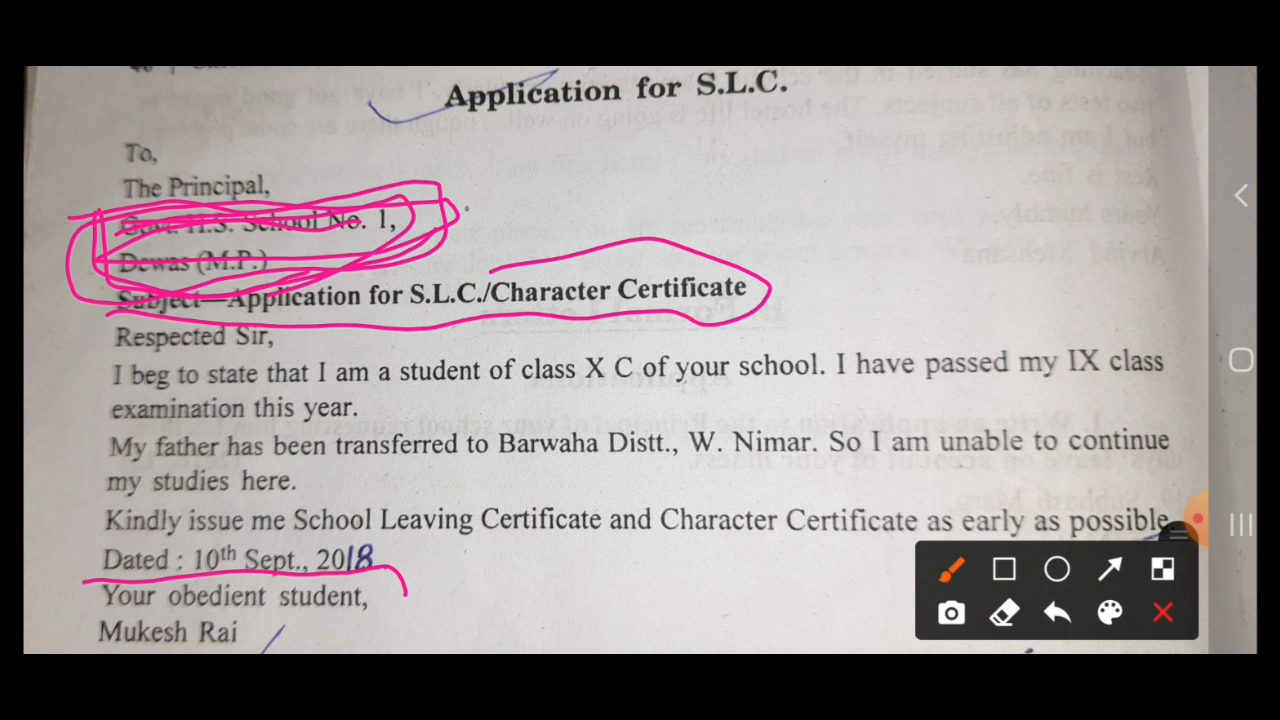 Application for S.L.C.
To,
The Principal,
Govt. H.S. School No. 1,
Dewas (M.P.)
Subject—Application for S.L.C./Character Certificate
Respected Sir,
I beg to state that I am a student of class X C of your school. I have passed my IX class
examination this year.
My father has been transferred to Barwaha Distt., W. Nimar. So I am unable to continue
my studies here.
Kindly issue me School Leaving Certificate and Character Certificate as early as possible
Dated : 10th Sept., 2018
Your obedient student,
Mukesh Rai